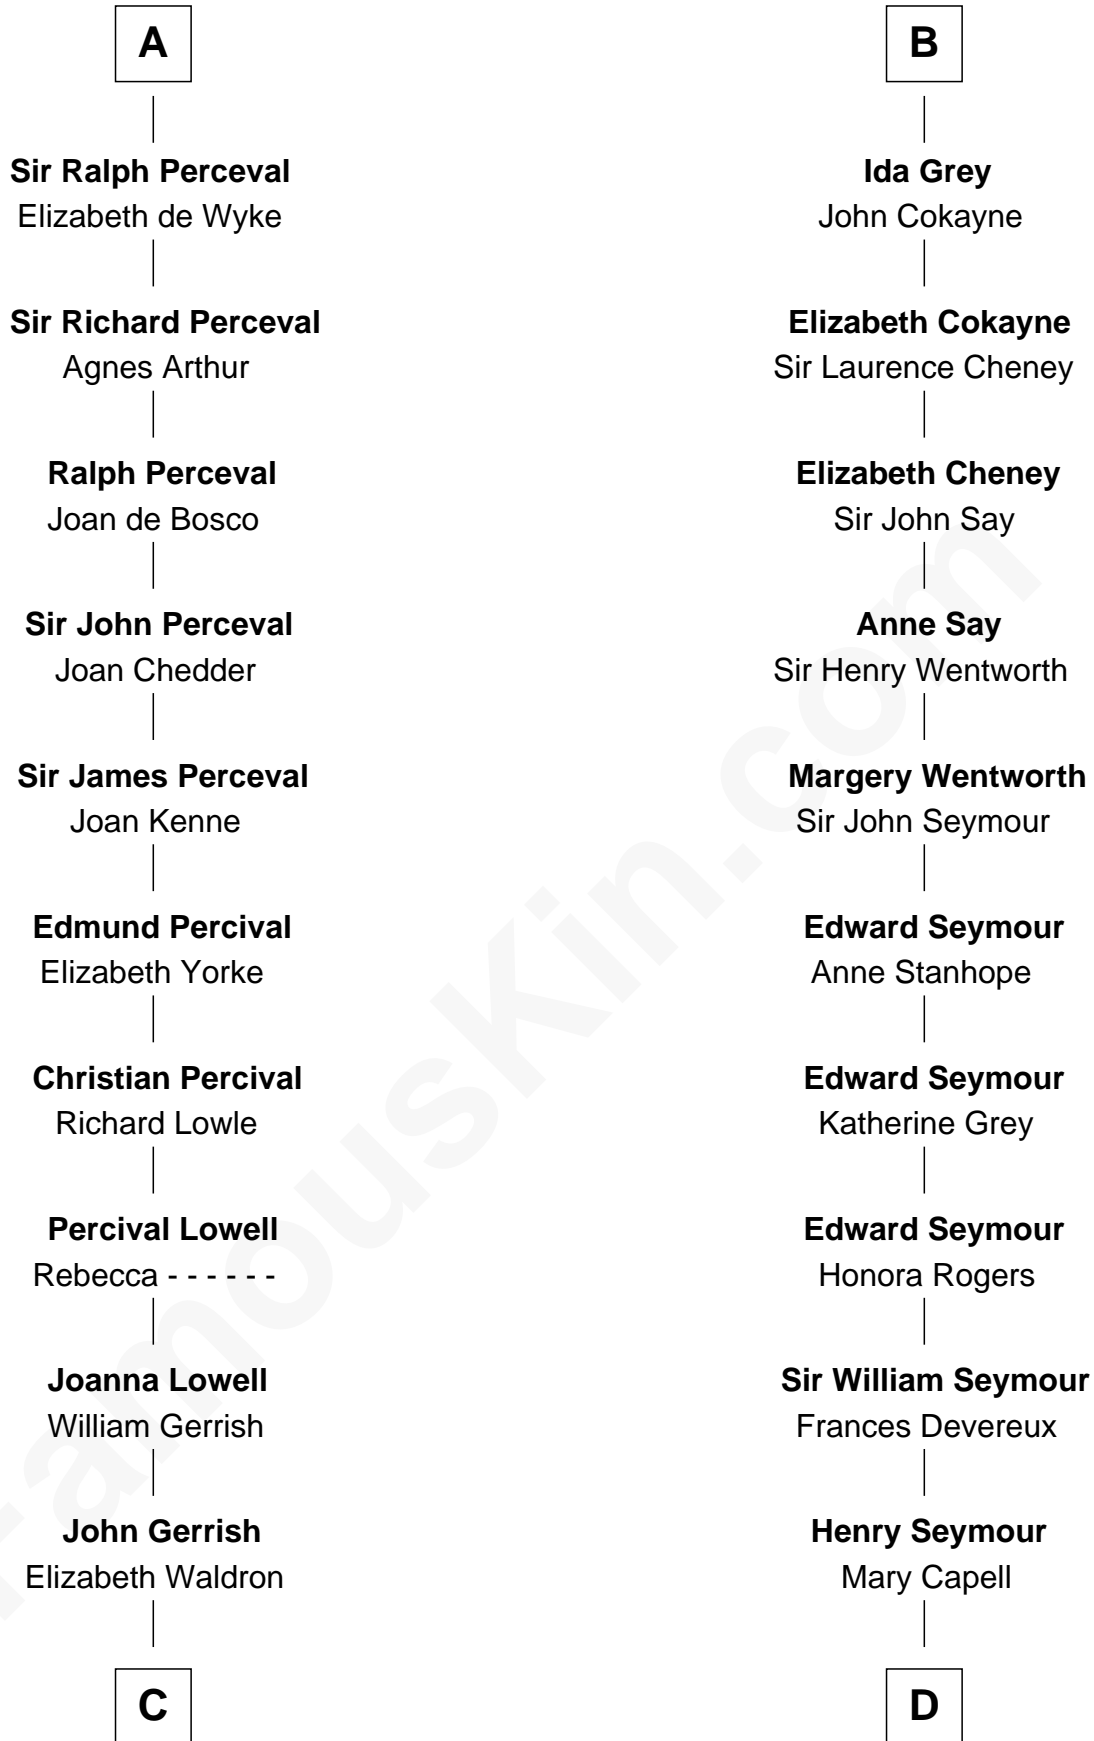 A
Sir Ralph Perceval
Elizabeth de Wyke
Sir Richard Perceval
Agnes Arthur
Ralph Perceval
Joan de Bosco
Sir John Perceval
Joan Chedder
Sir James Perceval
Joan Kenne
Edmund Percival
Elizabeth Yorke
Christian Percival
Richard Lowle
Percival Lowell
Rebecca - - - - - -
Joanna Lowell
William Gerrish
John Gerrish
Elizabeth Waldron
C
B
Ida Grey
John Cokayne
Elizabeth Cokayne
Sir Laurence Cheney
Elizabeth Cheney
Sir John Say
Anne Say
Sir Henry Wentworth
Margery Wentworth
Sir John Seymour
Edward Seymour
Anne Stanhope
Edward Seymour
Katherine Grey
Edward Seymour
Honora Rogers
Sir William Seymour
Frances Devereux
Henry Seymour
Mary Capell
D
FamousKin.com